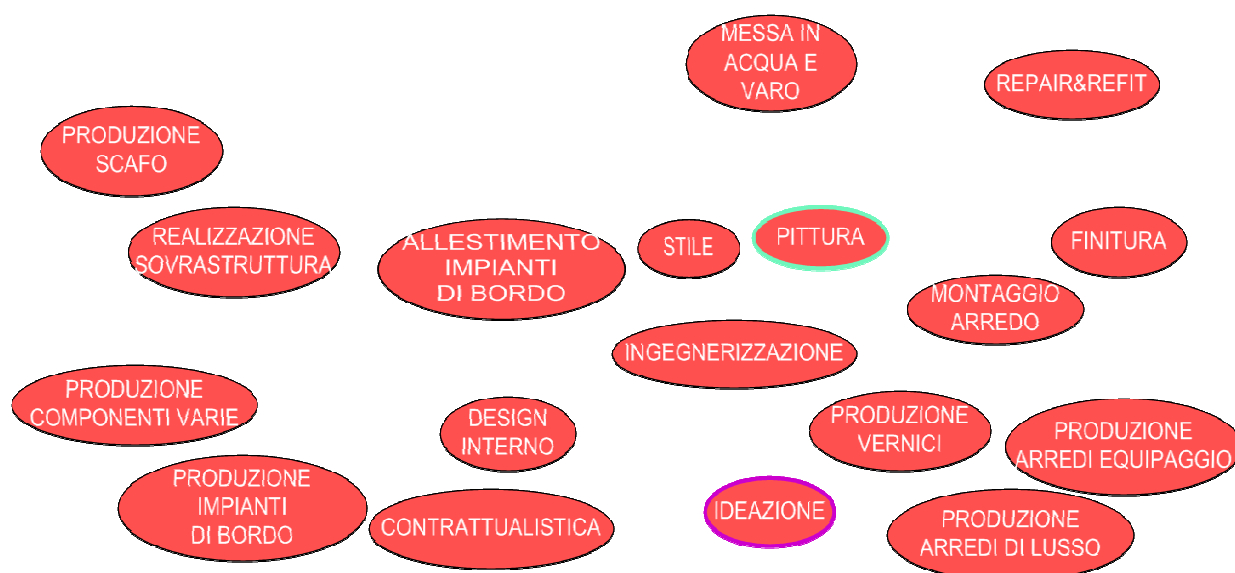 MESSA IN
ACQUA E
VARO
REPAIR&REFIT
PRODUZIONE
SCAFO
REALIZZAZIONE
SOVRASTRUTTURA
ALLESTIMENTO
IMPIANTI
DI BORDO
STILE
PITTURA
FINITURA
MONTAGGIO
ARREDO
INGEGNERIZZAZIONE
PRODUZIONE
COMPONENTI VARIE
DESIGN
INTERNO
PRODUZIONE
VERNICI
PRODUZIONE
ARREDI EQUIPAGGIO
PRODUZIONE
IMPIANTI
DI BORDO
CONTRATTUALISTICA
IDEAZIONE
PRODUZIONE
ARREDI DI LUSSO